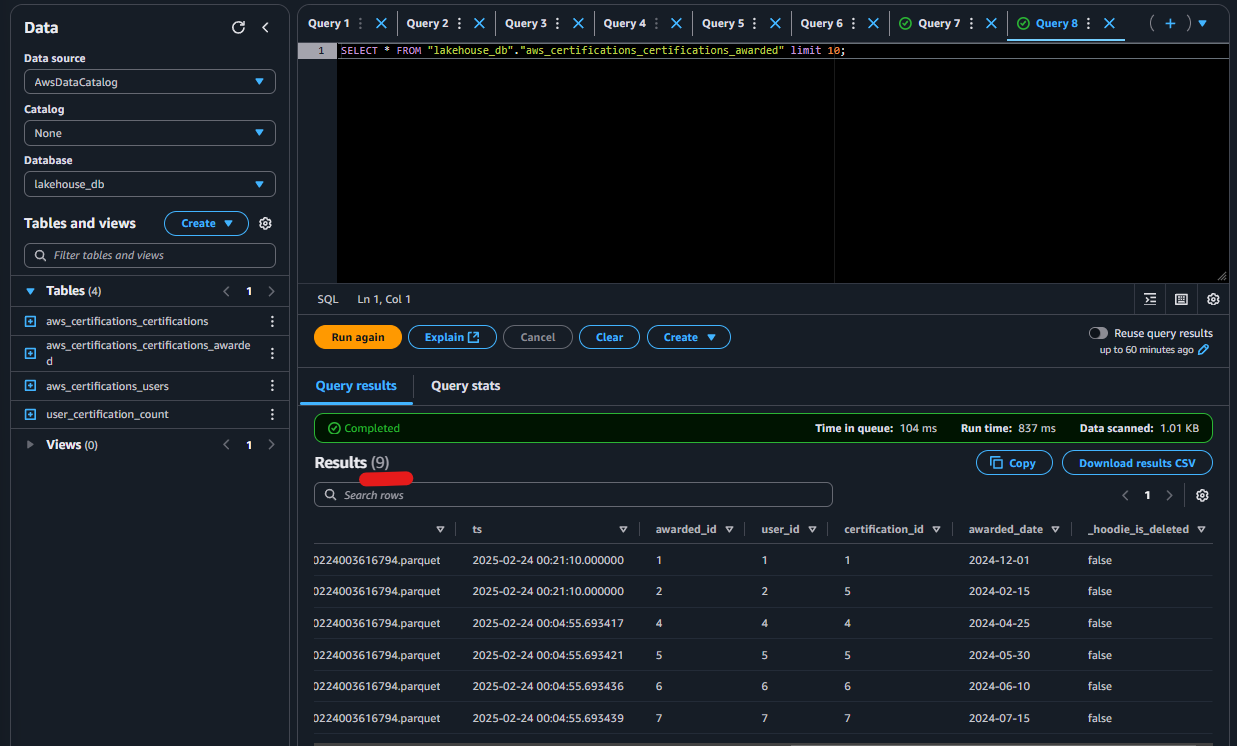 Data
Data source
AwsDataCatalog
Catalog
None
Database
lakehouse_db
Tables and views
Create
Filter tables and views
Tables (4)
1
aws_certifications_certifications
aws_certifications_certifications_awarde
d
aws_certifications_users
user_certification_count
Views (0)
1
Query 1 Query 2 Query 3 Query 4 Query 5 Query 6 Query 7 Query 8
1 SELECT * FROM "lakehouse_db"."aws_certifications_certifications_awarded" limit 10;
SQL Ln 1, Col 1
Run again Explain Cancel Clear Create
Reuse query results
up to 60 minutes ago
Query results Query stats
Completed Time in queue: 104 ms Run time: 837 ms Data scanned: 1.01 KB
Results (9)
Copy Download results CSV
Search rows
1
ts awarded_id user_id certification_id awarded_date _hoodie_is_deleted
0224003616794.parquet 2025-02-24 00:21:10.000000 1 1 1 2024-12-01 false
0224003616794.parquet 2025-02-24 00:21:10.000000 2 2 5 2024-02-15 false
0224003616794.parquet 2025-02-24 00:04:55.693417 4 4 4 2024-04-25 false
0224003616794.parquet 2025-02-24 00:04:55.693421 5 5 5 2024-05-30 false
0224003616794.parquet 2025-02-24 00:04:55.693436 6 6 6 2024-06-10 false
0224003616794.parquet 2025-02-24 00:04:55.693439 7 7 7 2024-07-15 false